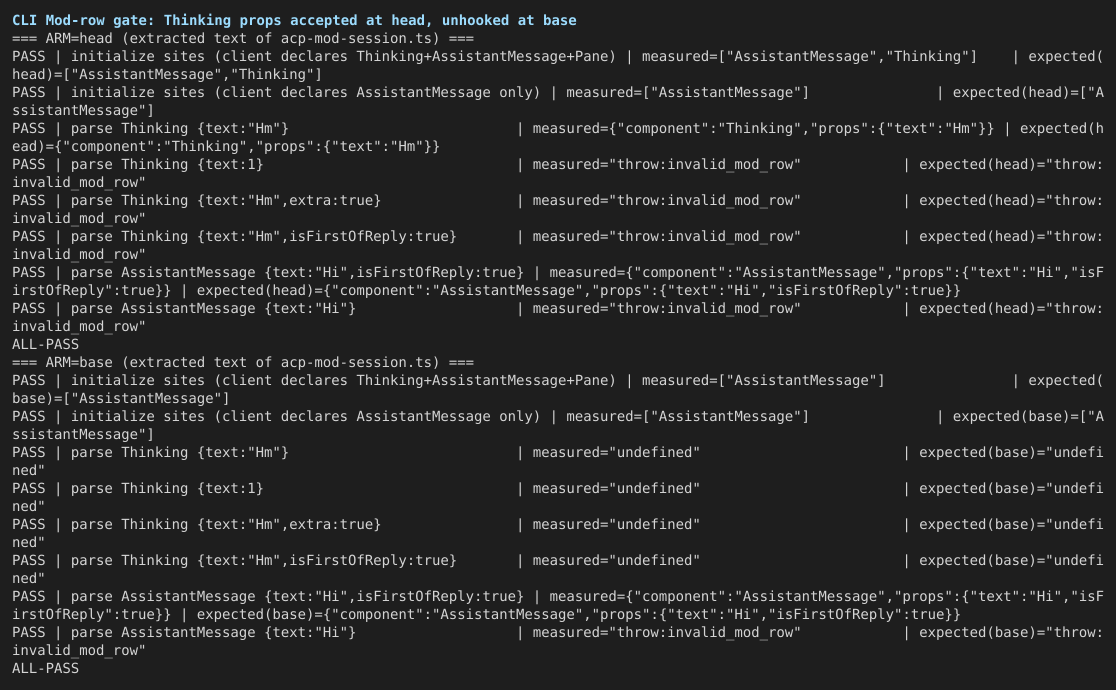 CLI Mod-row gate: Thinking props accepted at head, unhooked at base
=== ARM=head (extracted text of acp-mod-session.ts) ===
PASS | initialize sites (client declares Thinking+AssistantMessage+Pane) | measured=["AssistantMessage","Thinking"]    | expected(
head)=["AssistantMessage","Thinking"]
PASS | initialize sites (client declares AssistantMessage only) | measured=["AssistantMessage"]               | expected(head)=["A
ssistantMessage"]
PASS | parse Thinking {text:"Hm"}                           | measured={"component":"Thinking","props":{"text":"Hm"}} | expected(h
ead)={"component":"Thinking","props":{"text":"Hm"}}
PASS | parse Thinking {text:1}                              | measured="throw:invalid_mod_row"            | expected(head)="throw:
invalid_mod_row"
PASS | parse Thinking {text:"Hm",extra:true}                | measured="throw:invalid_mod_row"            | expected(head)="throw:
invalid_mod_row"
PASS | parse Thinking {text:"Hm",isFirstOfReply:true}       | measured="throw:invalid_mod_row"            | expected(head)="throw:
invalid_mod_row"
PASS | parse AssistantMessage {text:"Hi",isFirstOfReply:true} | measured={"component":"AssistantMessage","props":{"text":"Hi","isF
irstOfReply":true}} | expected(head)={"component":"AssistantMessage","props":{"text":"Hi","isFirstOfReply":true}}
PASS | parse AssistantMessage {text:"Hi"}                   | measured="throw:invalid_mod_row"            | expected(head)="throw:
invalid_mod_row"
ALL-PASS
=== ARM=base (extracted text of acp-mod-session.ts) ===
PASS | initialize sites (client declares Thinking+AssistantMessage+Pane) | measured=["AssistantMessage"]               | expected(
base)=["AssistantMessage"]
PASS | initialize sites (client declares AssistantMessage only) | measured=["AssistantMessage"]               | expected(base)=["A
ssistantMessage"]
PASS | parse Thinking {text:"Hm"}                           | measured="undefined"                        | expected(base)="undefi
ned"
PASS | parse Thinking {text:1}                              | measured="undefined"                        | expected(base)="undefi
ned"
PASS | parse Thinking {text:"Hm",extra:true}                | measured="undefined"                        | expected(base)="undefi
ned"
PASS | parse Thinking {text:"Hm",isFirstOfReply:true}       | measured="undefined"                        | expected(base)="undefi
ned"
PASS | parse AssistantMessage {text:"Hi",isFirstOfReply:true} | measured={"component":"AssistantMessage","props":{"text":"Hi","isF
irstOfReply":true}} | expected(base)={"component":"AssistantMessage","props":{"text":"Hi","isFirstOfReply":true}}
PASS | parse AssistantMessage {text:"Hi"}                   | measured="throw:invalid_mod_row"            | expected(base)="throw:
invalid_mod_row"
ALL-PASS